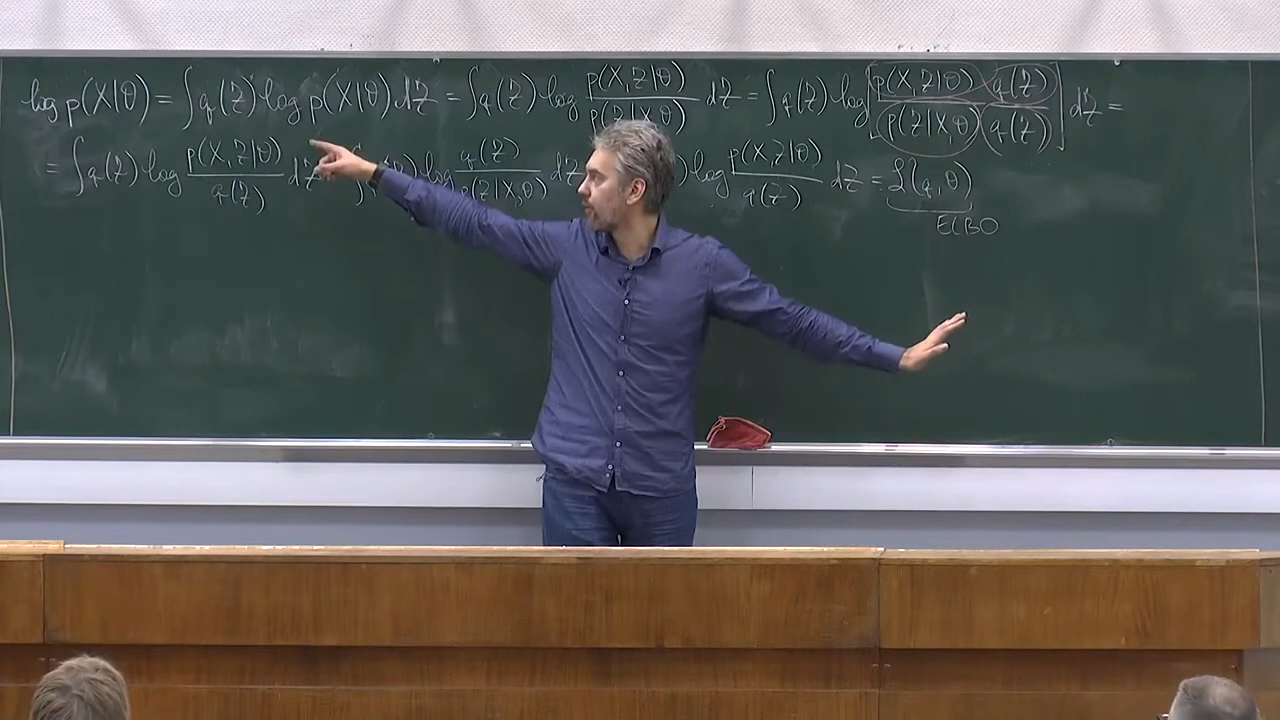 log p(X|θ) = ∫ q(Z) log p(X|θ) dZ = ∫ q(Z) log p(X,Z|θ) / p(Z|X,θ) dZ = ∫ q(Z) log [ p(X,Z|θ) q(Z) / p(Z|X,θ) q(Z) ] dZ =
= ∫ q(Z) log p(X,Z|θ) / q(Z) dZ ∫ log q(Z) / p(Z|X,θ) dZ log p(X,Z|θ) / q(Z) dZ = ℒ(q,θ)
ELBO